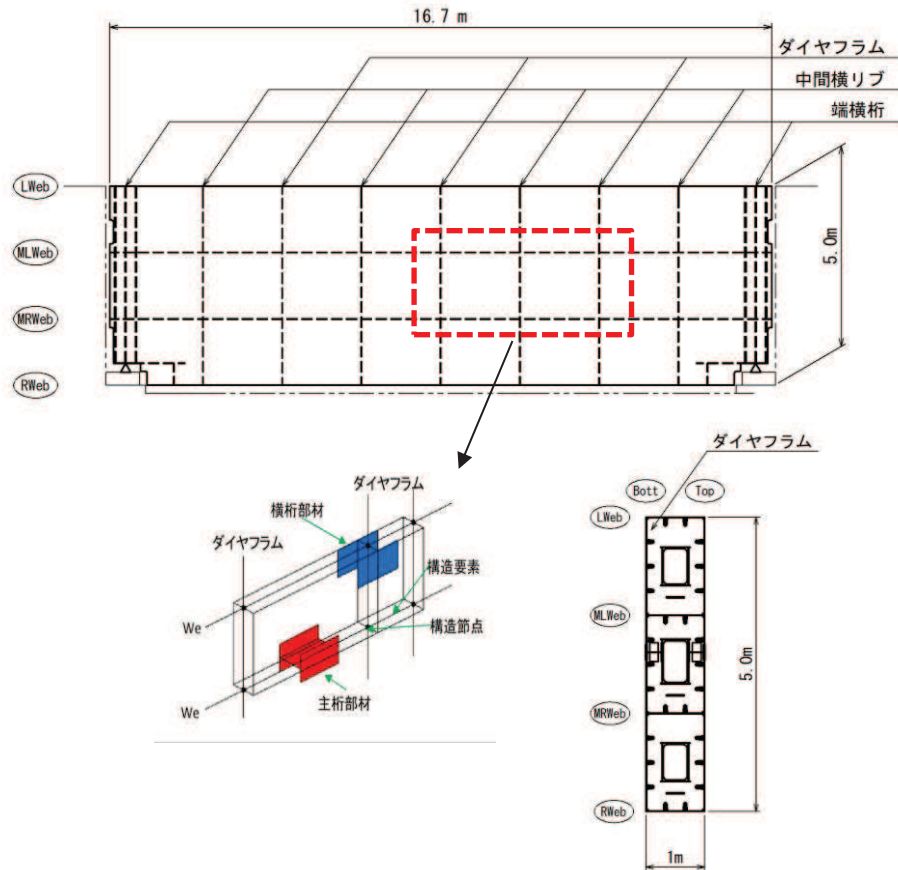 16.7 m
ダイヤフラム
中間横リブ
端横桁
LWeb
MLWeb
MRWeb
RWeb
5.0m
ダイヤフラム
Bott
Top
LWeb
MLWeb
MRWeb
RWeb
5.0m
1m
ダイヤフラム
横桁部材
ダイヤフラム
構造要素
We
構造節点
We
主桁部材